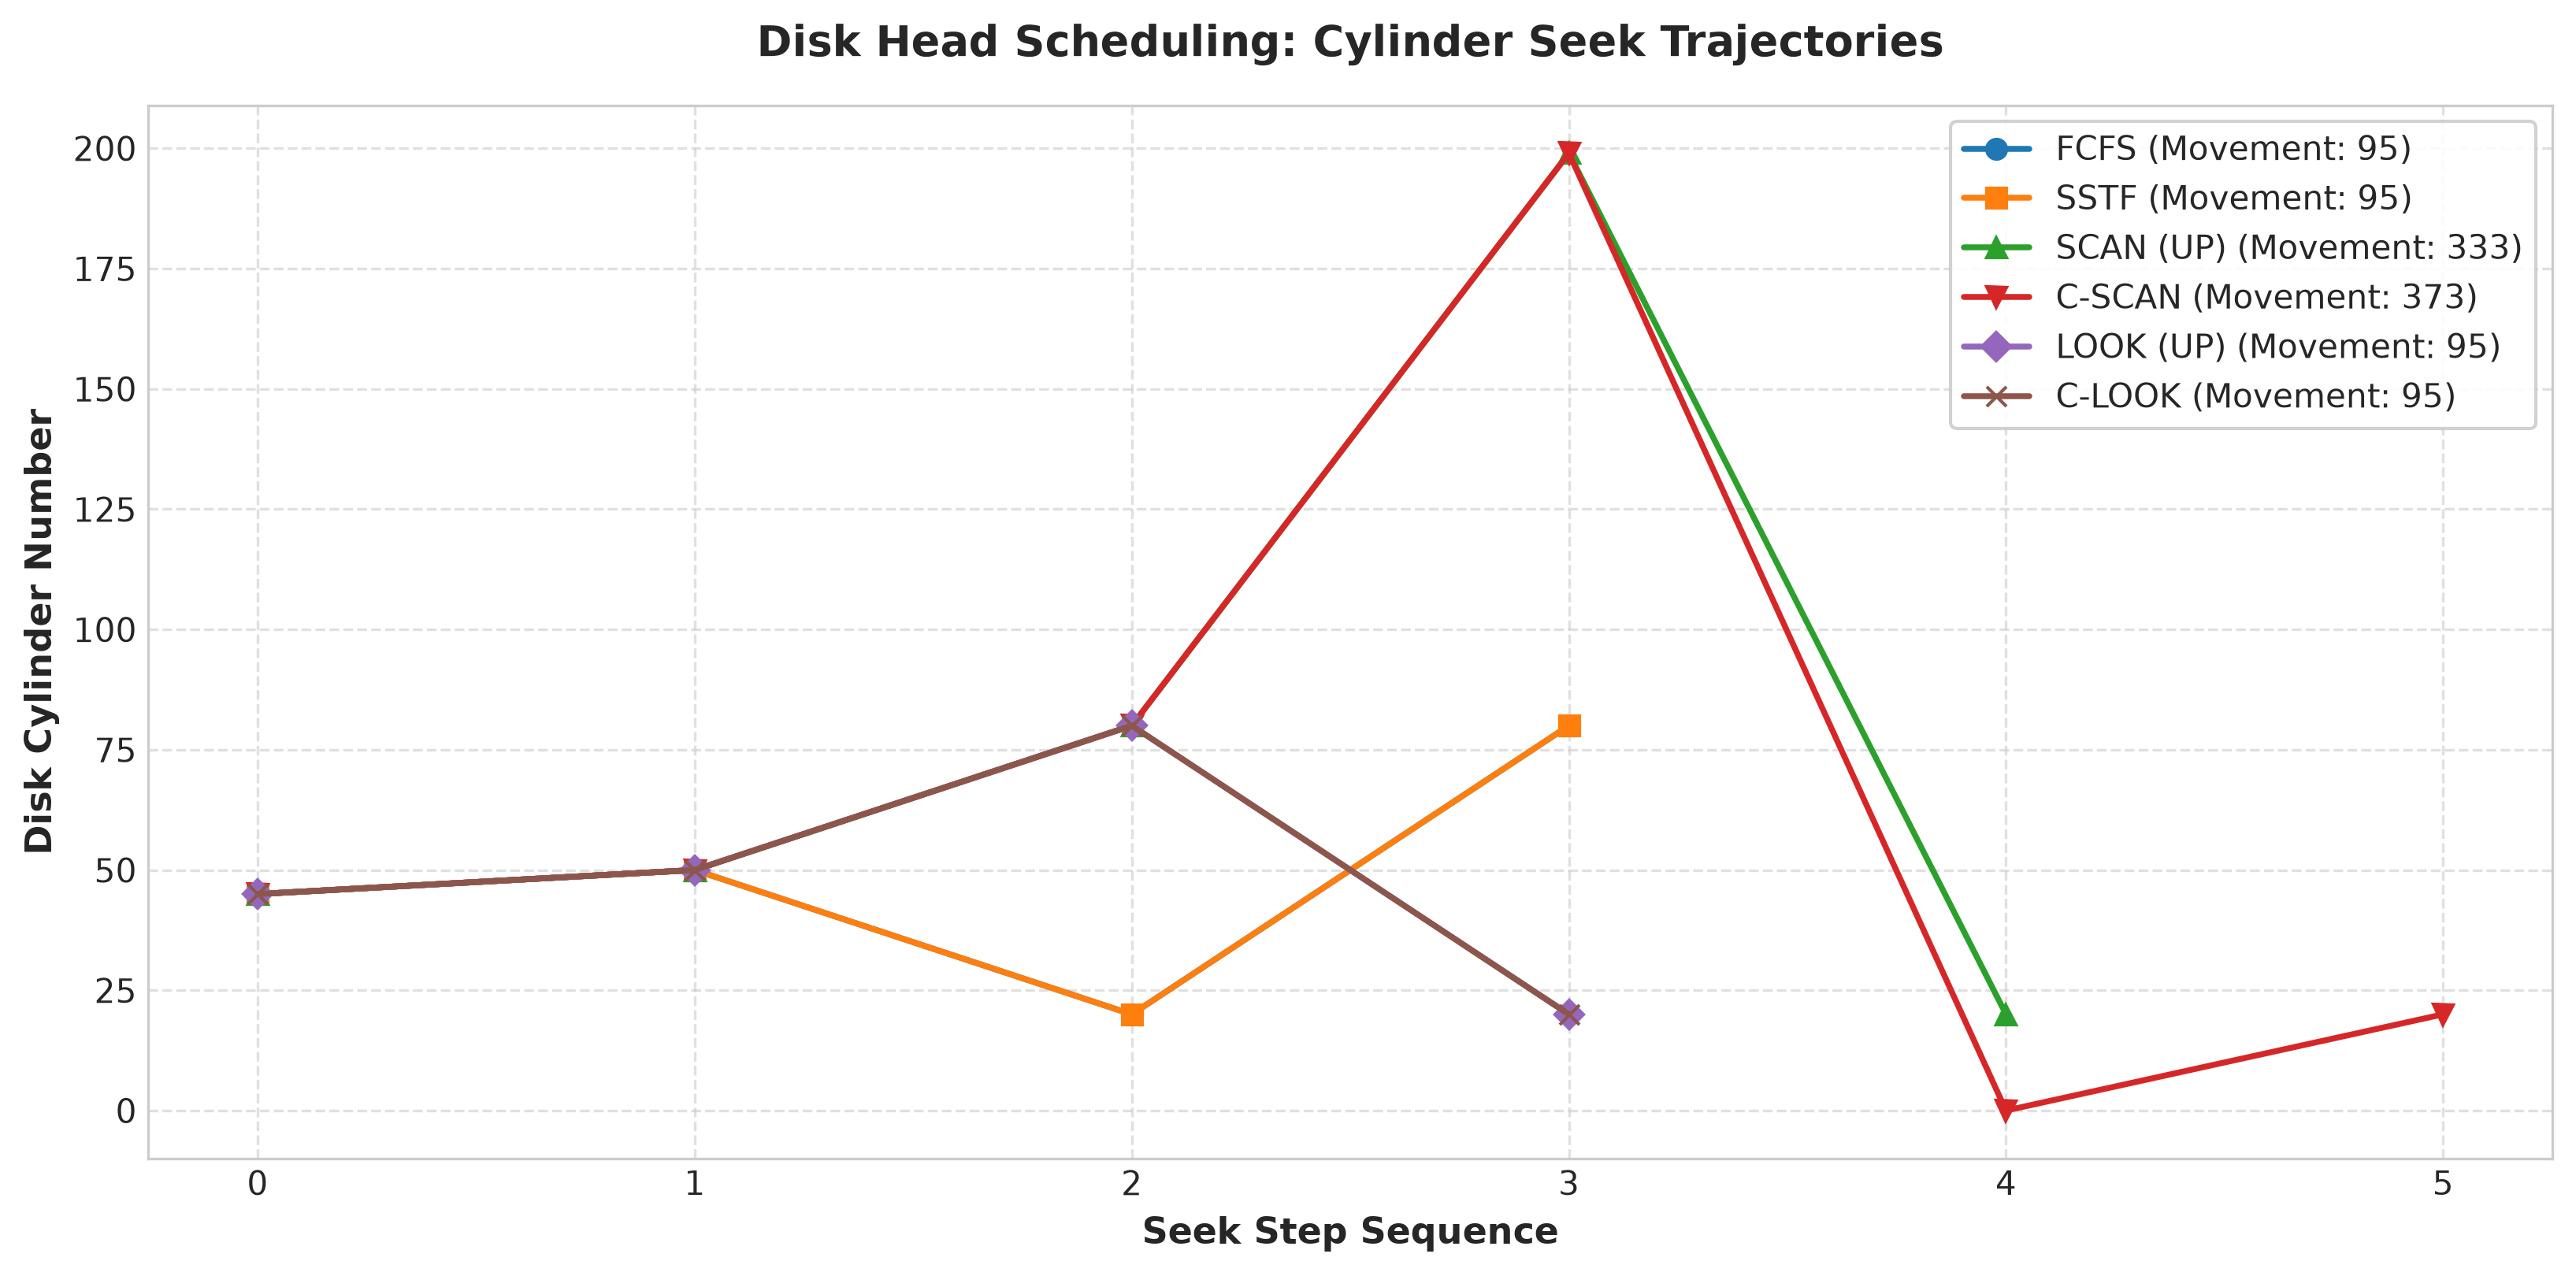 Disk Head Scheduling: Cylinder Seek Trajectories
FCFS (Movement: 95)
SSTF (Movement: 95)
SCAN (UP) (Movement: 333)
C-SCAN (Movement: 373)
LOOK (UP) (Movement: 95)
C-LOOK (Movement: 95)
Disk Cylinder Number
200
175
150
125
100
75
50
25
0
0 1 2 3 4 5
Seek Step Sequence